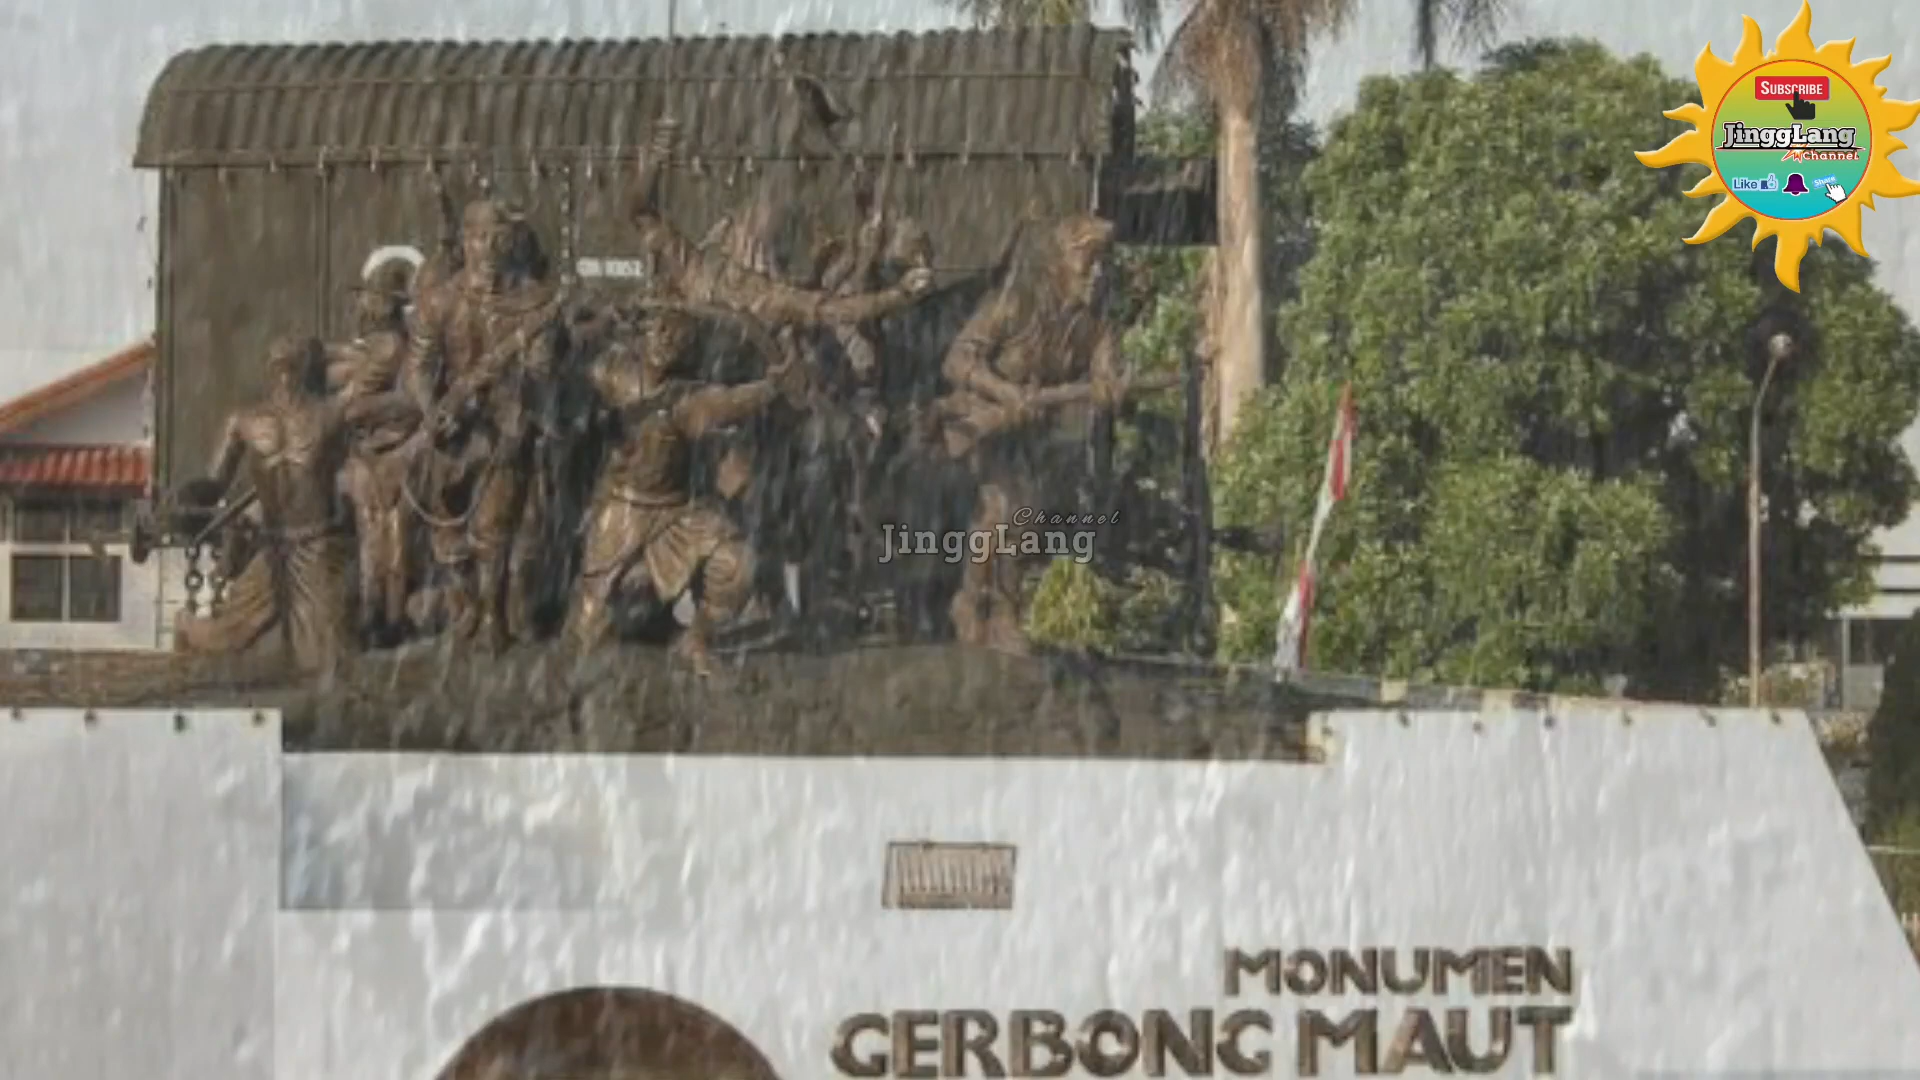 SUBSCRIBE
JinggLang
Channel
Like
Share
Channel
JinggLang
MONUMEN
GERBONG MAUT